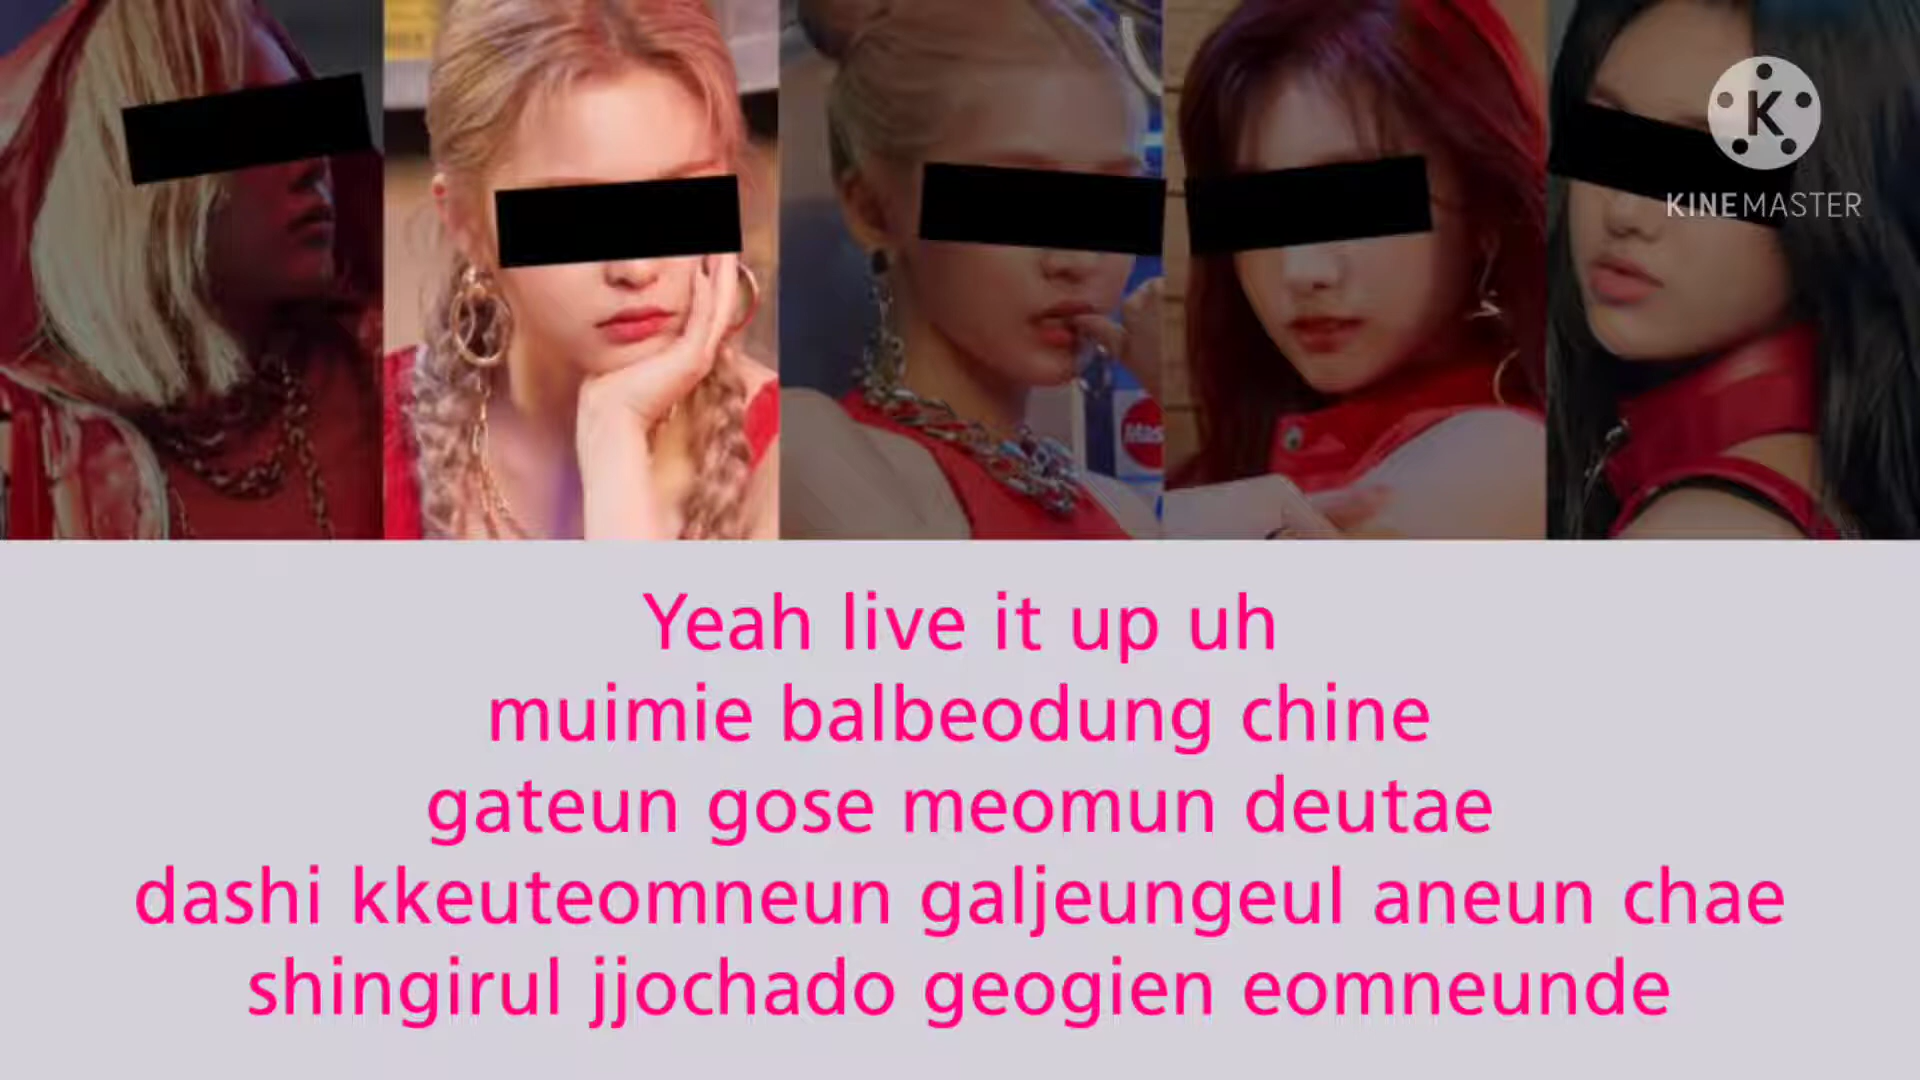 K
KINEMASTER
Mas
Yeah live it up uh
muimie balbeodung chine
gateun gose meomun deutae
dashi kkeuteomneun galjeungeul aneun chae
shingirul jjochado geogien eomneunde